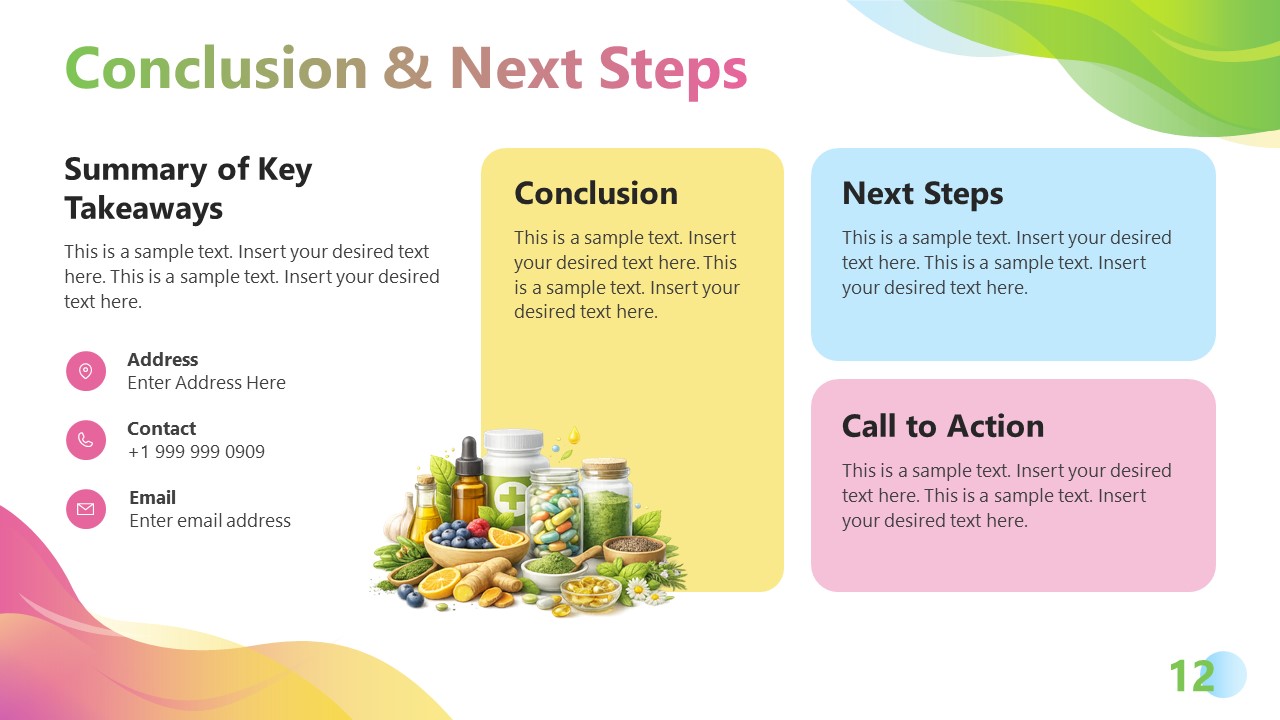 Conclusion & Next Steps
Summary of Key
Takeaways
This is a sample text. Insert your desired text
here. This is a sample text. Insert your desired
text here.
Address
Enter Address Here
Contact
+1 999 999 0909
Email
Enter email address
Conclusion
This is a sample text. Insert
your desired text here. This
is a sample text. Insert your
desired text here.
Next Steps
This is a sample text. Insert your desired
text here. This is a sample text. Insert
your desired text here.
Call to Action
This is a sample text. Insert your desired
text here. This is a sample text. Insert
your desired text here.
12